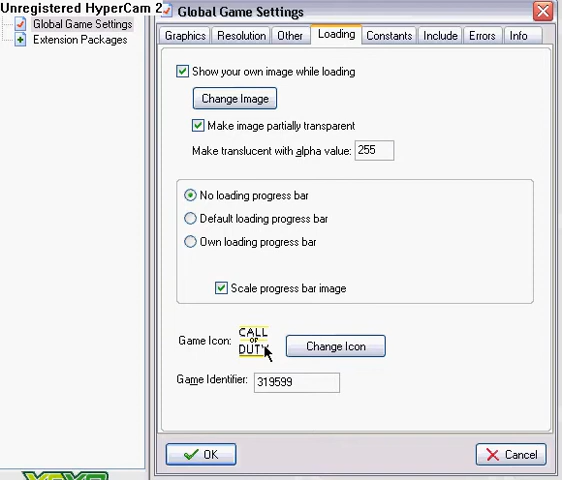 Unregistered HyperCam 2
Global Game Settings
Global Game Settings
Extension Packages
Graphics Resolution Other Loading Constants Include Errors Info
Show your own image while loading
Change Image
Make image partially transparent
Make translucent with alpha value: 255
No loading progress bar
Default loading progress bar
Own loading progress bar
Scale progress bar image
Game Icon:
CALL
OF
DUTY
Change Icon
Game Identifier: 319599
OK
Cancel